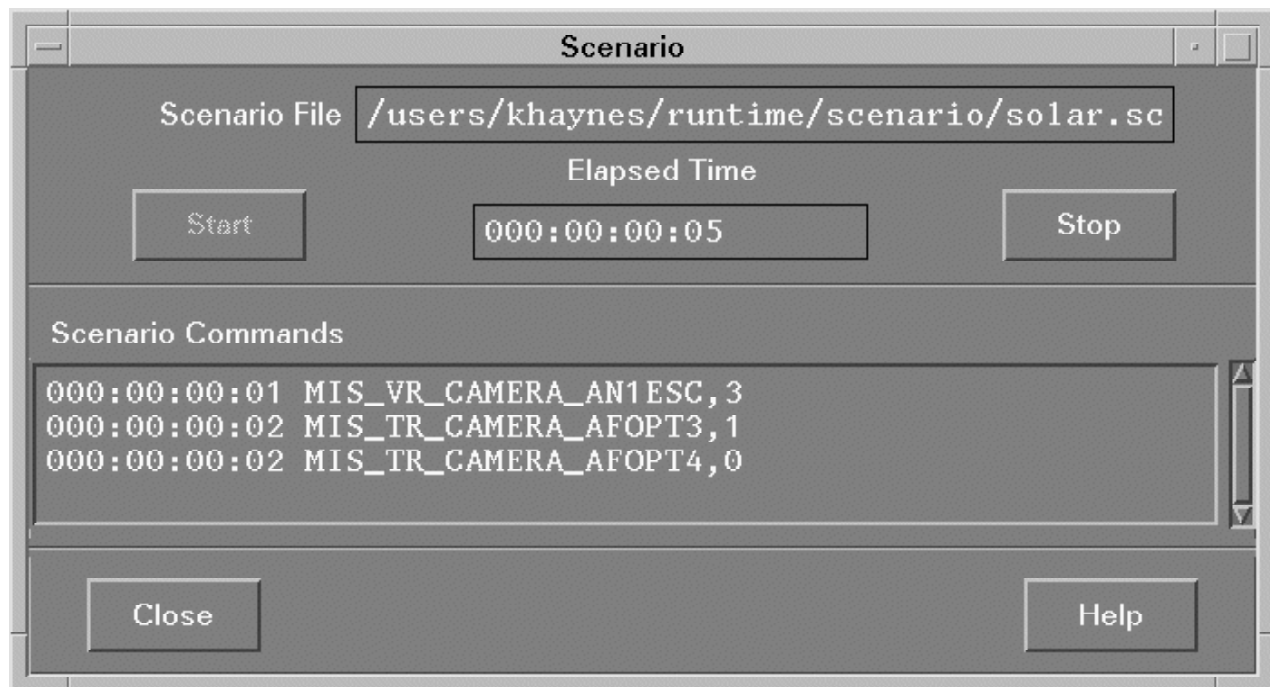 Scenario
Scenario File /users/khaynes/runtime/scenario/solar.sc
Elapsed Time
Start 000:00:00:05 Stop
Scenario Commands
000:00:00:01 MIS_VR_CAMERA_AN1ESC,3
000:00:00:02 MIS_TR_CAMERA_AFOPT3,1
000:00:00:02 MIS_TR_CAMERA_AFOPT4,0
Close Help